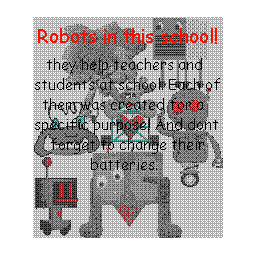 Robots in this school!
they help teachers and
students at school. Each of
them was created for a
specific purpose! And dont
forget to change their
batteries.